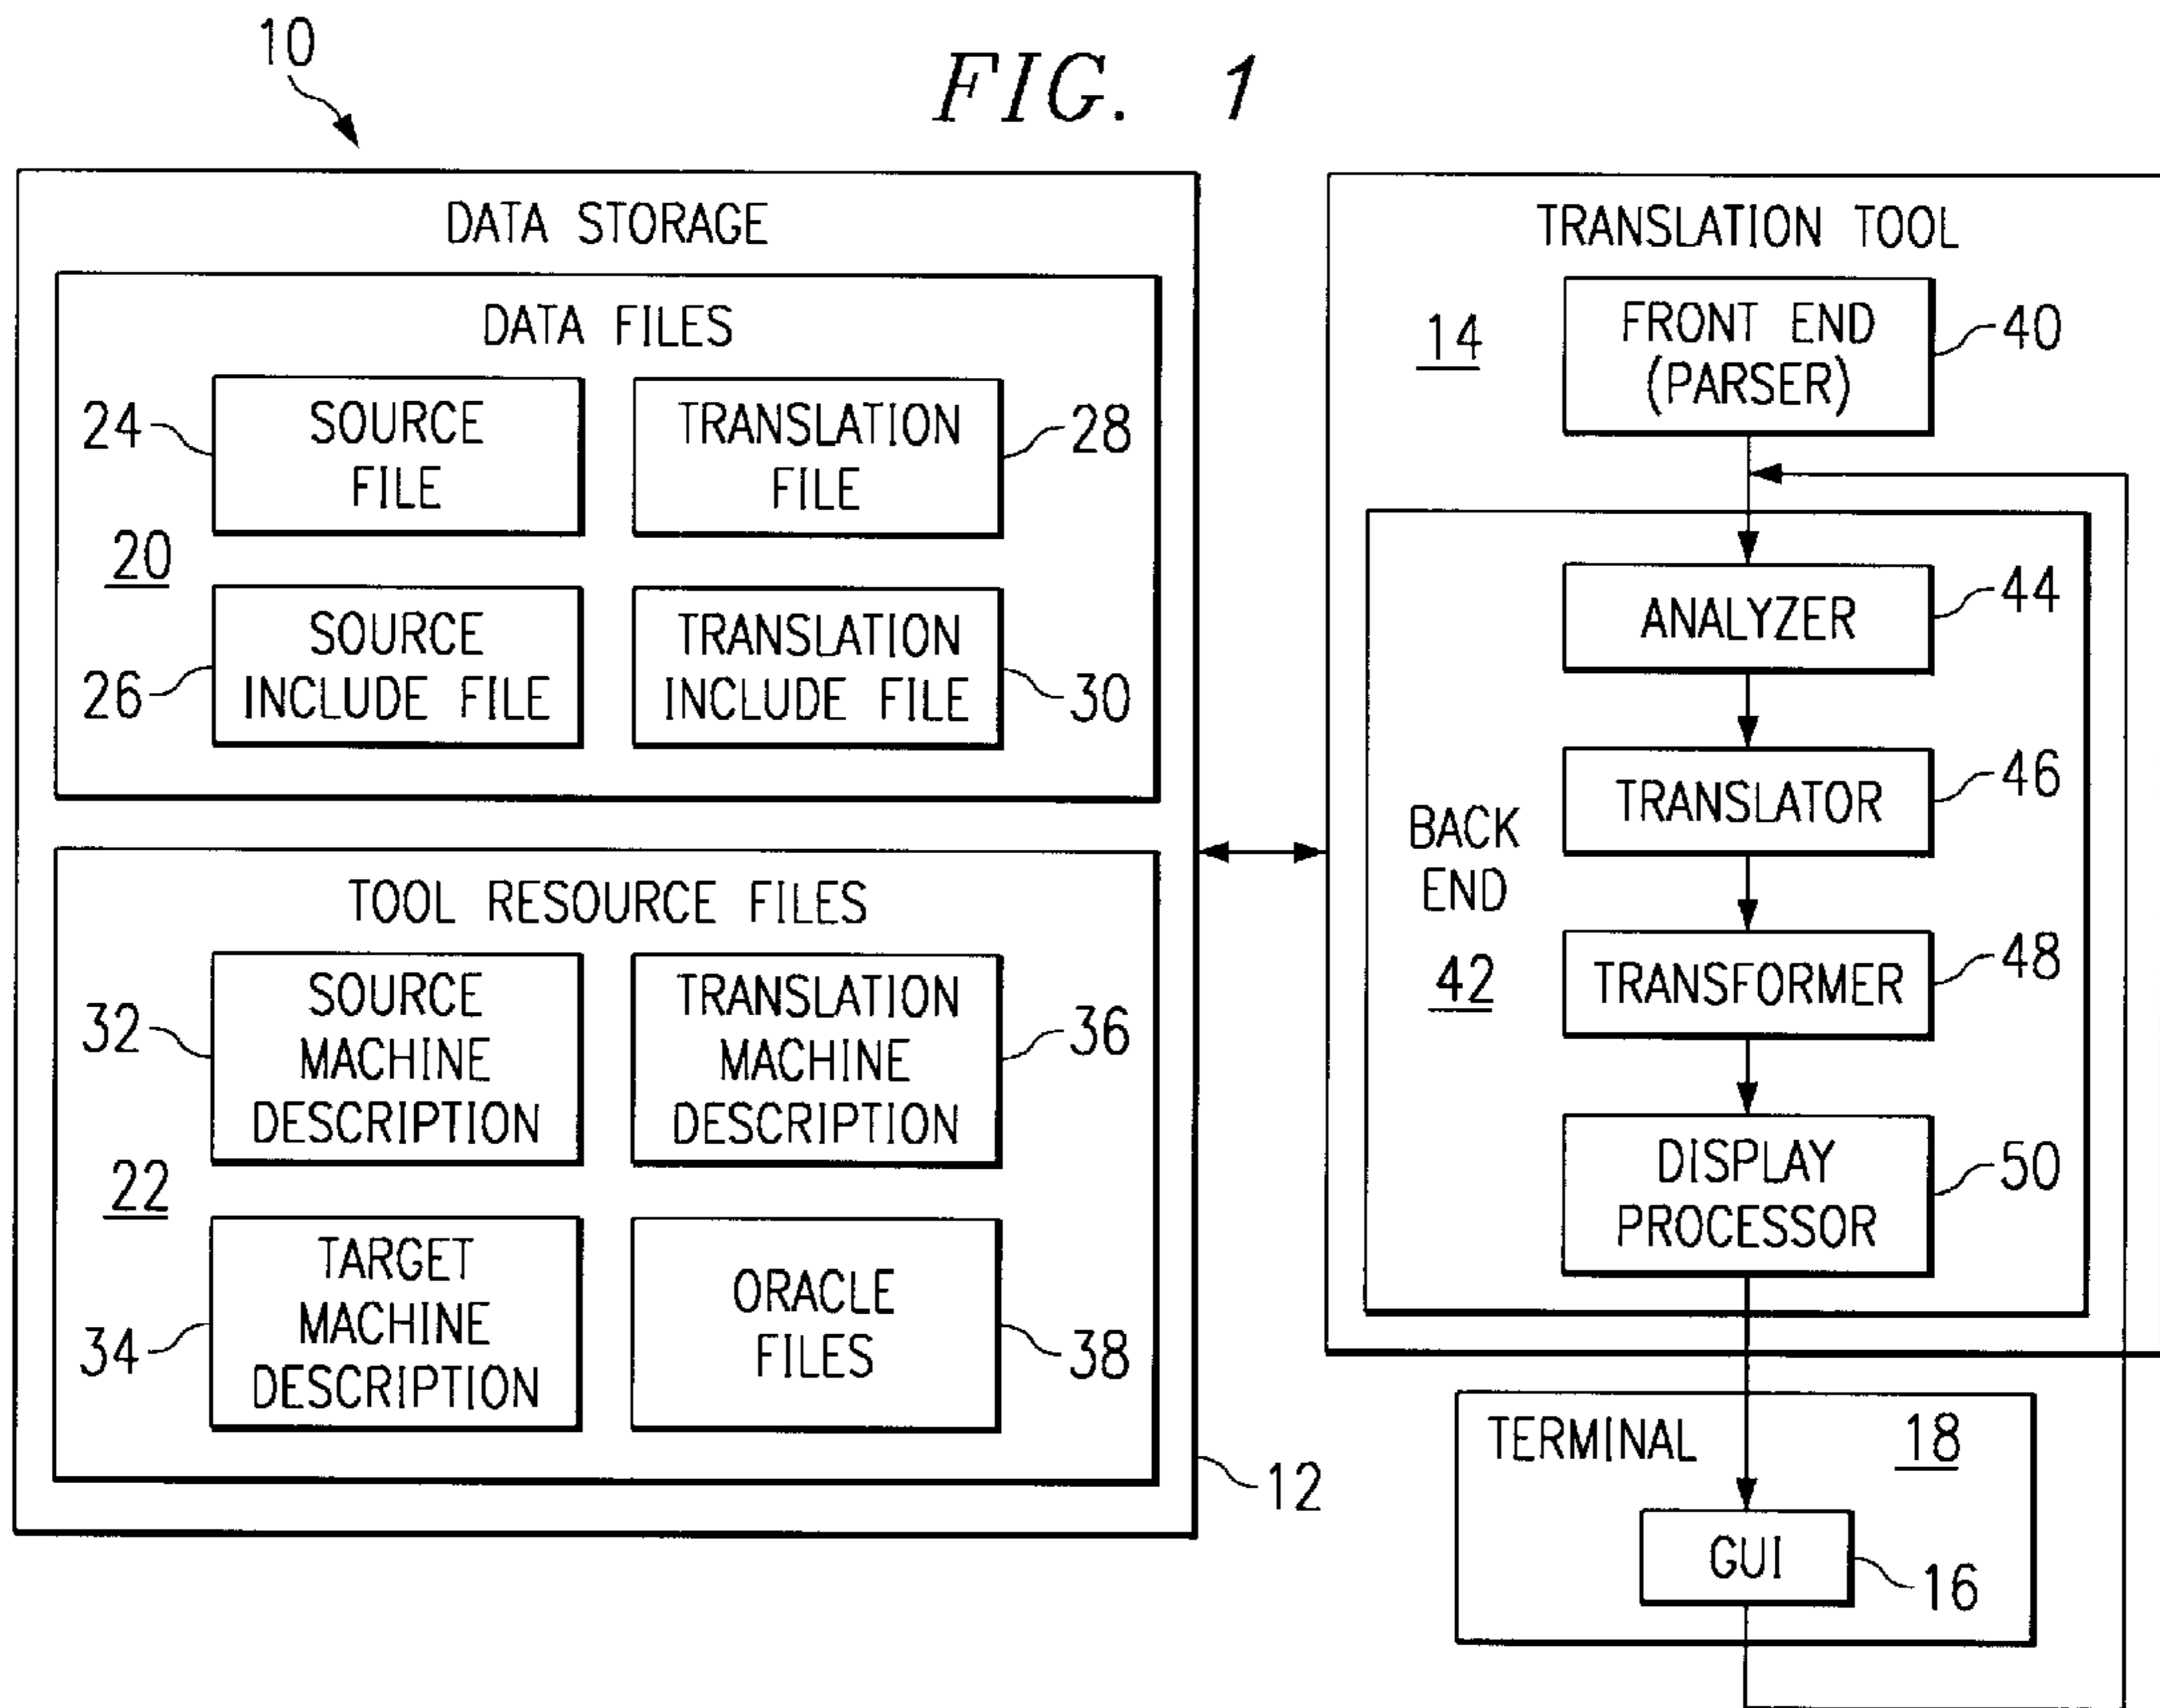 10
FIG. 1
DATA STORAGE
DATA FILES
24
SOURCE
FILE
TRANSLATION
FILE
28
20
26
SOURCE
INCLUDE FILE
TRANSLATION
INCLUDE FILE
30
TOOL RESOURCE FILES
32
SOURCE
MACHINE
DESCRIPTION
TRANSLATION
MACHINE
DESCRIPTION
36
22
34
TARGET
MACHINE
DESCRIPTION
ORACLE
FILES
38
12
TRANSLATION TOOL
14
FRONT END
(PARSER)
40
ANALYZER
44
TRANSLATOR
46
BACK
END
42
TRANSFORMER
48
DISPLAY
PROCESSOR
50
TERMINAL
18
GUI
16